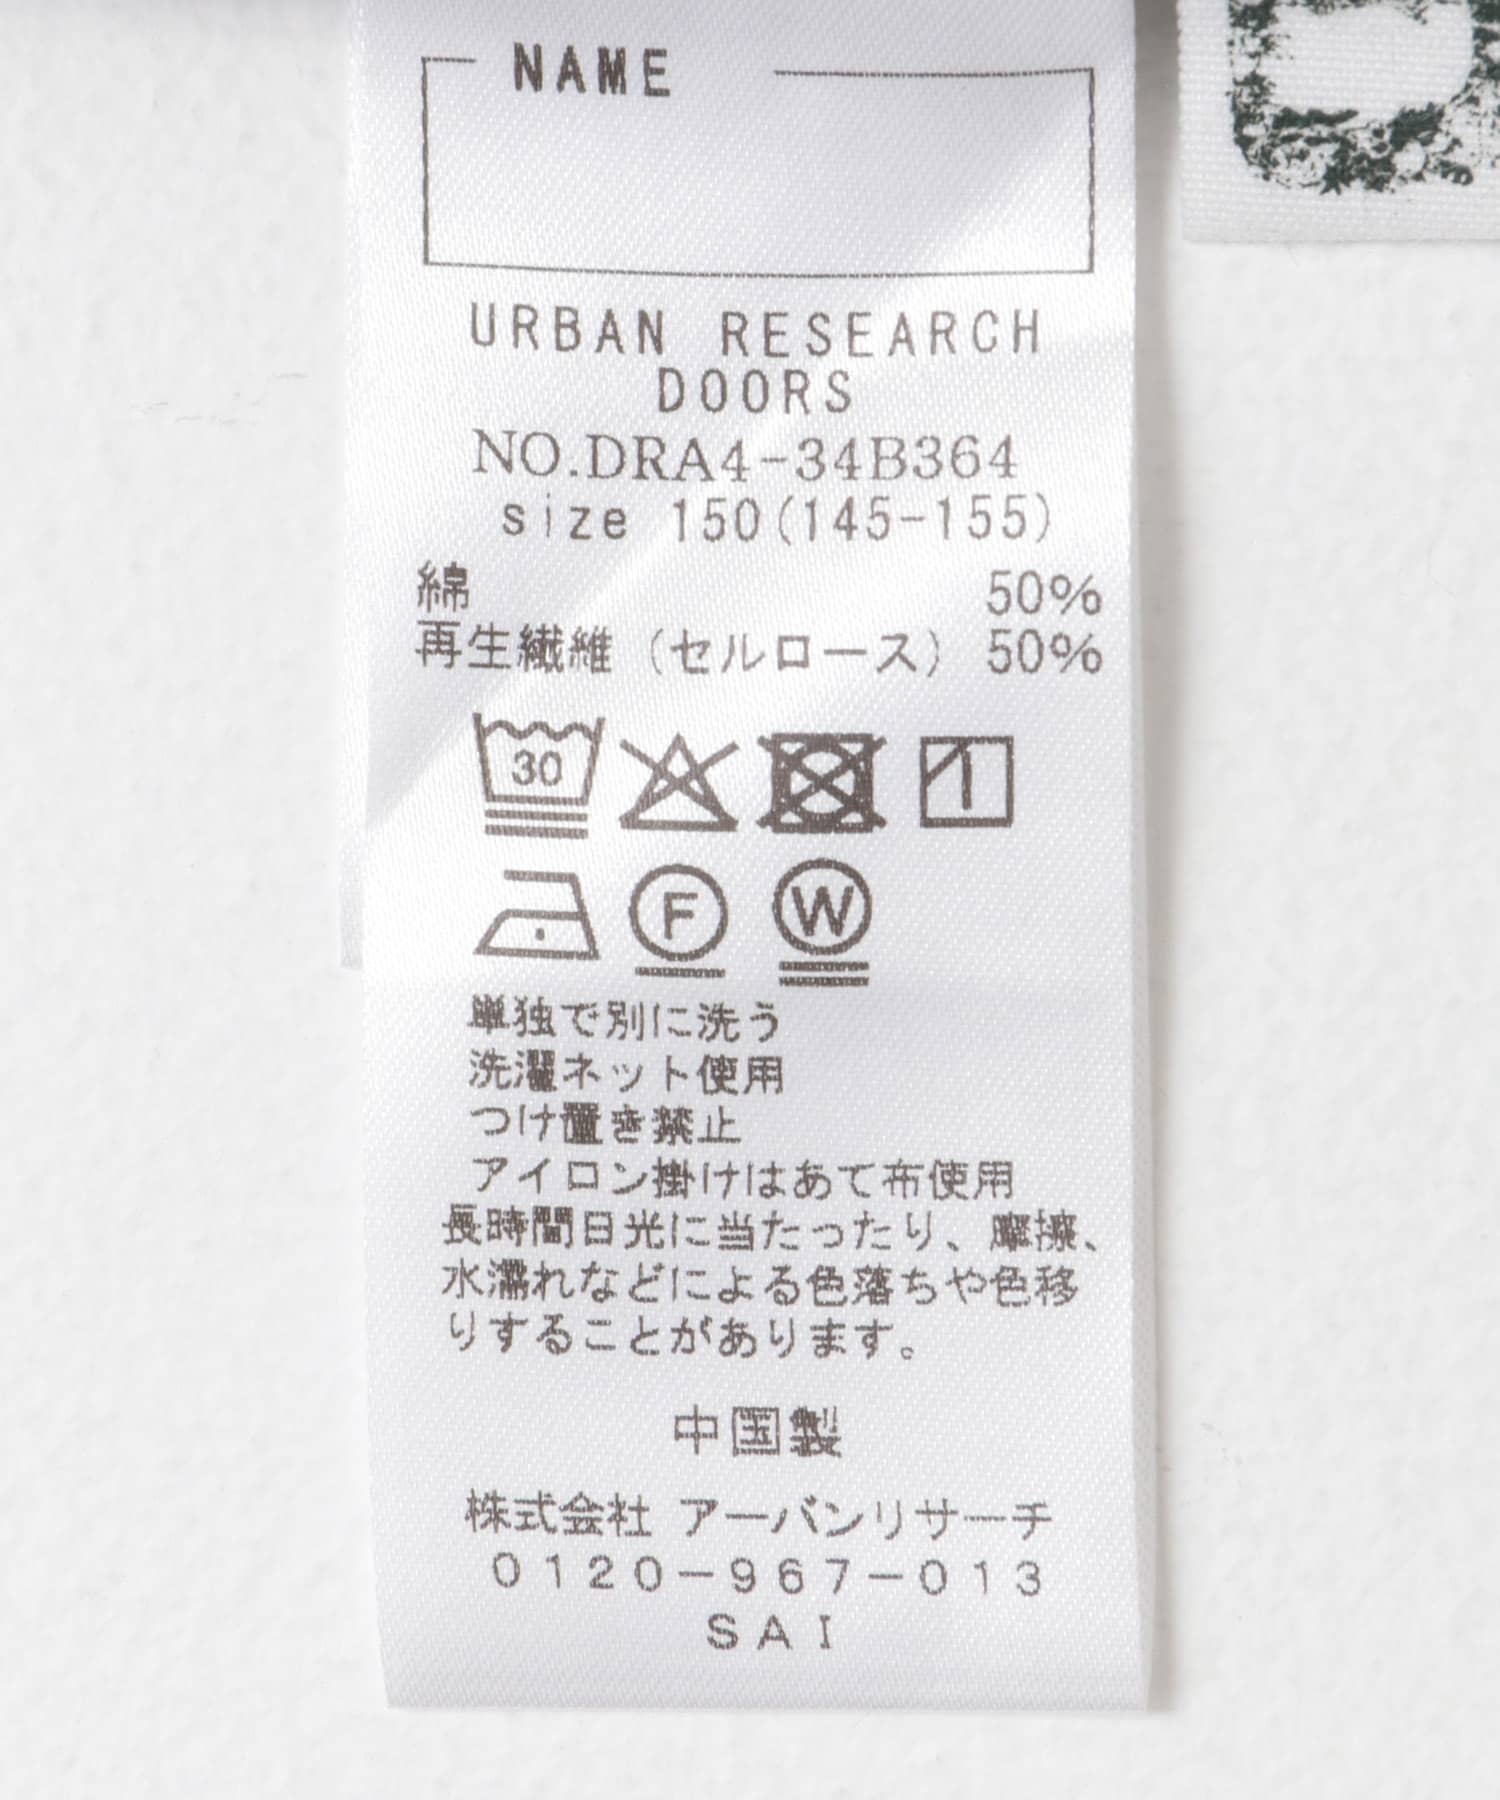 NAME
URBAN RESEARCH
DOORS
NO.DRA4-34B364
size 150(145-155)
綿 50%
再生繊維(セルロース) 50%
30
F
W
単独で別に洗う
洗濯ネット使用
つけ置き禁止
アイロン掛けはあて布使用
長時間日光に当たったり、摩擦、
水濡れなどによる色落ちや色移
りすることがあります。
中国製
株式会社 アーバンリサーチ
0120-967-013
SAI